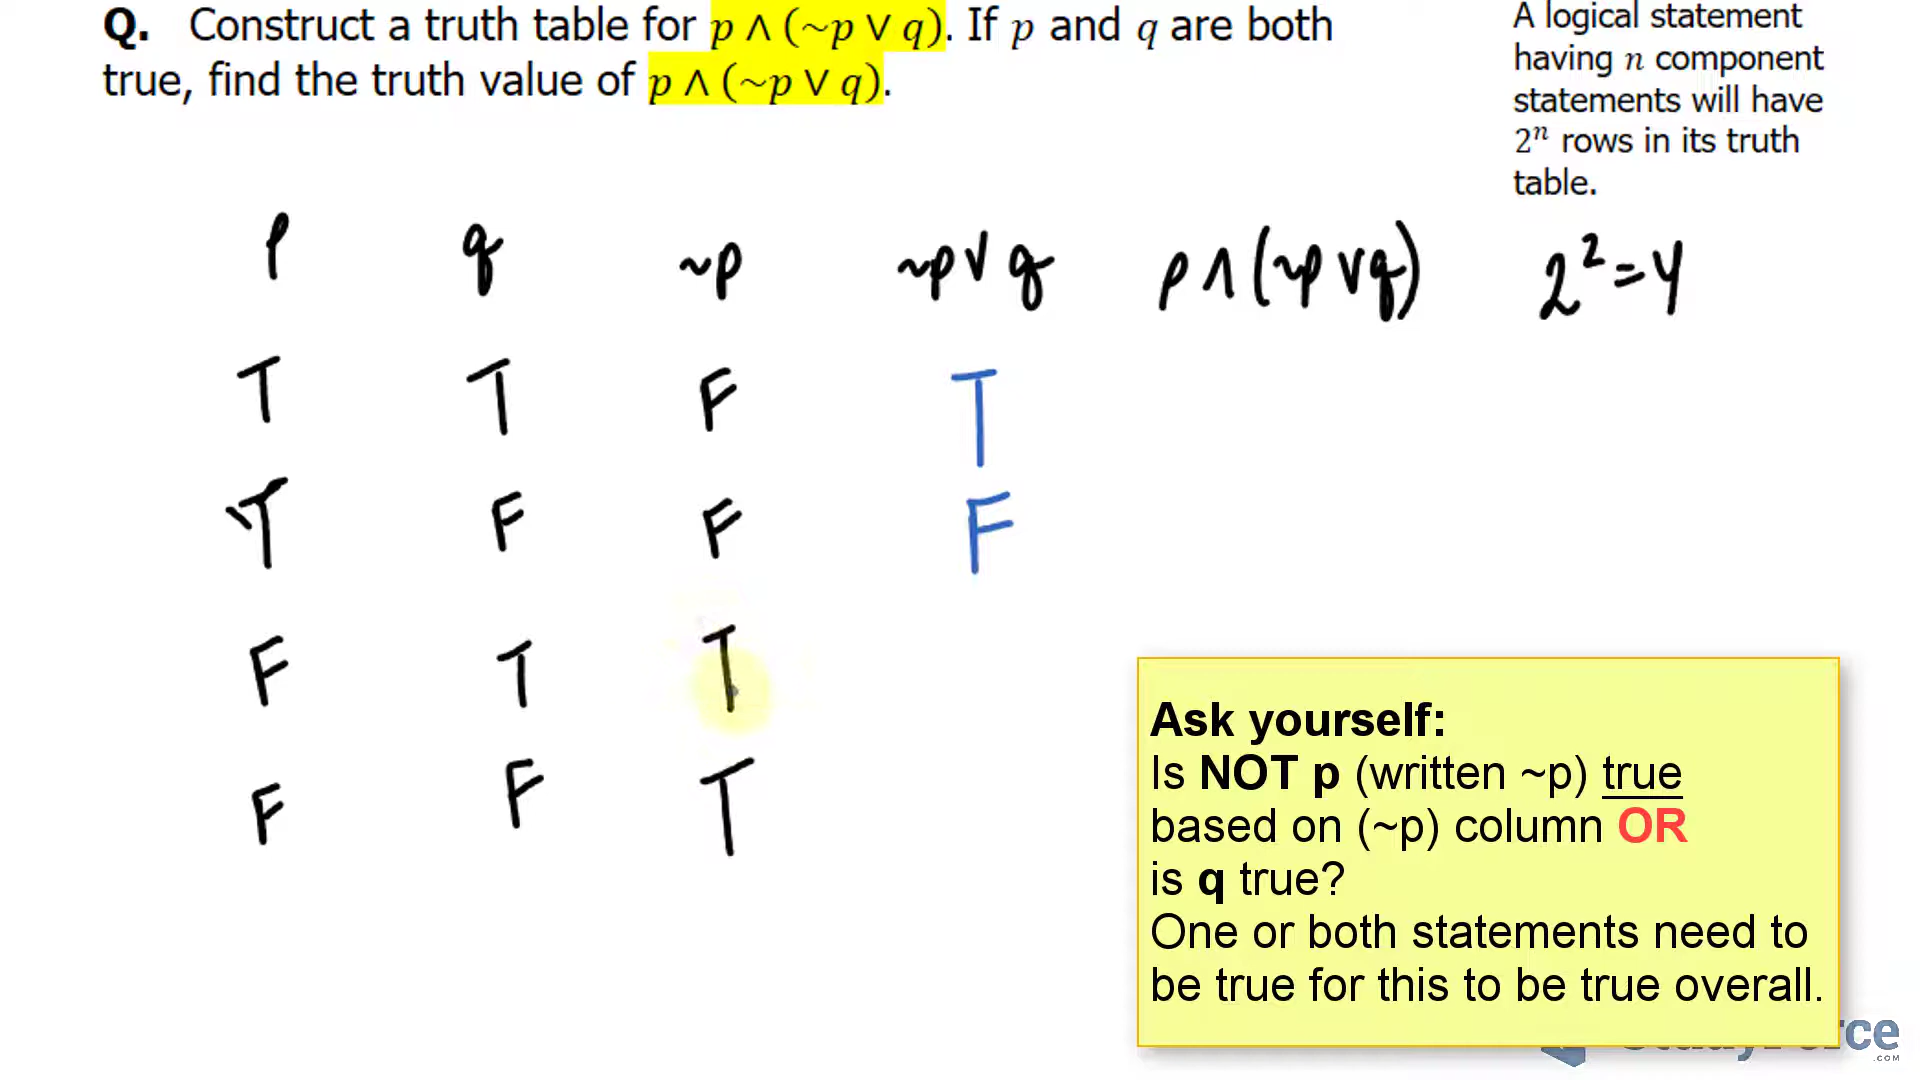 Q. Construct a truth table for p ∧ (~p ∨ q). If p and q are both
true, find the truth value of p ∧ (~p ∨ q).
A logical statement
having n component
statements will have
2ⁿ rows in its truth
table.
p q ~p ~p ∨ q p ∧ (~p ∨ q) 2² = 4
T T F T
T F F F
F T T
F F T
Ask yourself:
Is NOT p (written ~p) true
based on (~p) column OR
is q true?
One or both statements need to
be true for this to be true overall.
.COM